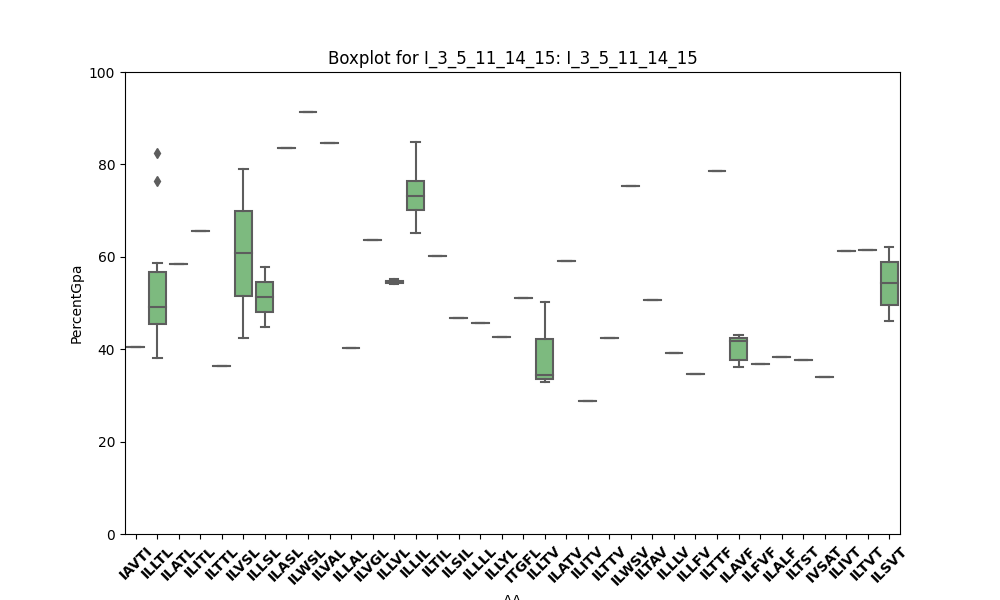 Boxplot for I_3_5_11_14_15: I_3_5_11_14_15
100
80
60
40
20
0
PercentGpa
IAVTI
ILLTL
ILATL
ILITL
ILTTL
ILVSL
ILLSL
ILASL
ILWSL
ILVAL
ILLAL
ILVGL
ILLVL
ILLIL
ILTIL
ILSIL
ILLLL
ILLYL
ITGFL
ILLTV
ILATV
ILITV
ILTTV
ILWSV
ILTAV
ILLLV
ILLFV
ILTTF
ILAVF
ILFVF
ILALF
ILTST
IVSAT
ILIVT
ILTVT
ILSVT
AA